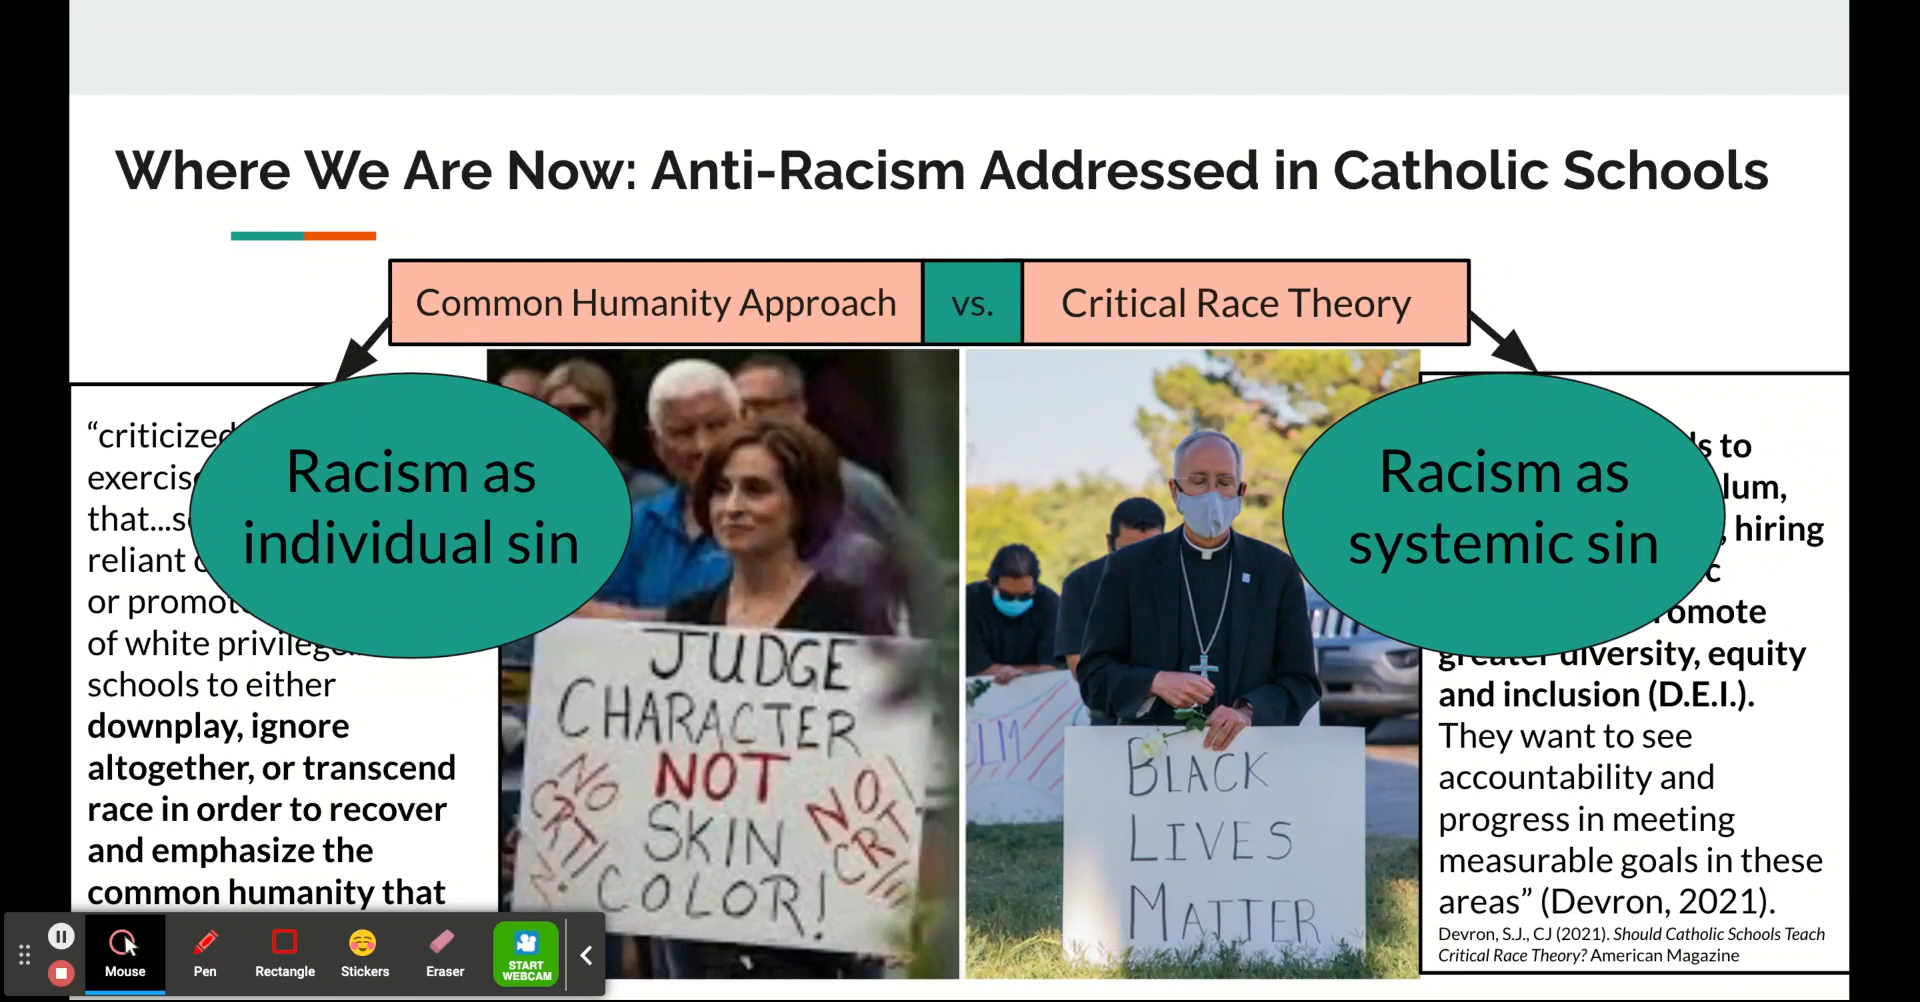 Where We Are Now: Anti-Racism Addressed in Catholic Schools
Common Humanity Approach vs. Critical Race Theory
Racism as
individual sin
Racism as
systemic sin
“criticized
that...s
reliant
or promot
of white
schools to either
downplay, ignore
altogether, or transcend
race in order to recover
and emphasize the
common humanity that
JUDGE
CHARACTER
NOT
SKIN
COLOR!
NO
CRT!
NO!
CRT!
BLM
BLACK
LIVES
MATTER
to
hiring
diversity, equity
and inclusion (D.E.I.).
They want to see
accountability and
progress in meeting
measurable goals in these
areas” (Devron, 2021).
Devron, S.J., CJ (2021). Should Catholic Schools Teach
Critical Race Theory? American Magazine
Mouse
Pen
Rectangle
Stickers
Eraser
START
WEBCAM